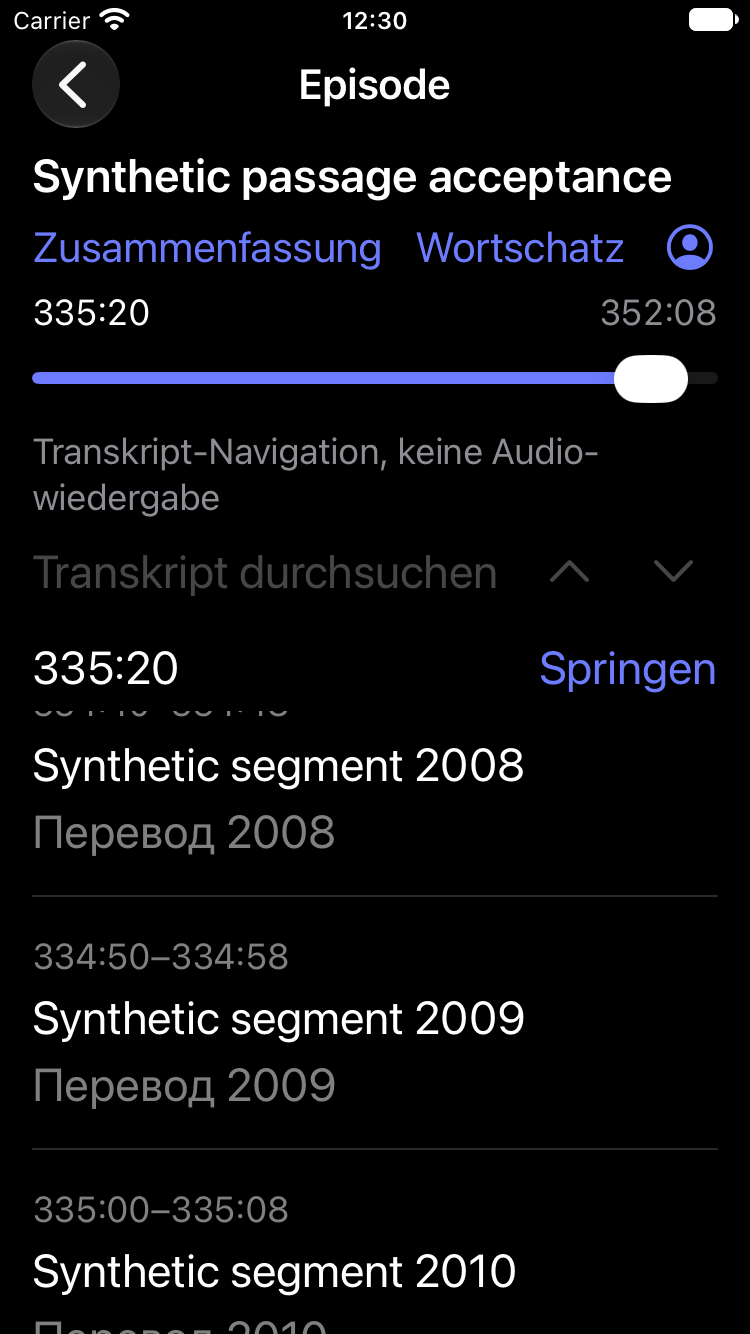 Carrier 12:30
Episode
Synthetic passage acceptance
Zusammenfassung Wortschatz
335:20 352:08
Transkript-Navigation, keine Audio-
wiedergabe
Transkript durchsuchen
335:20 Springen
Synthetic segment 2008
Перевод 2008
334:50–334:58
Synthetic segment 2009
Перевод 2009
335:00–335:08
Synthetic segment 2010
Перевод 2010